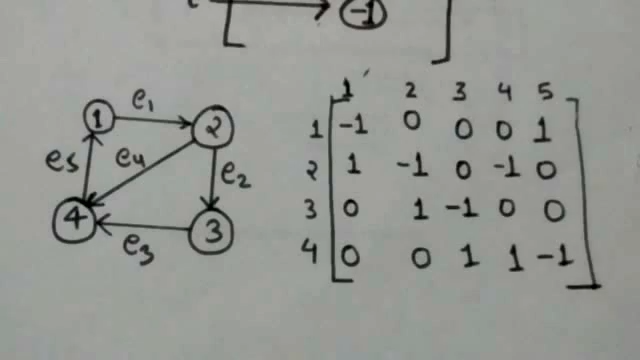 -1
1 2 3 4 5
e1
1 2
1 -1 0 0 0 1
e5 e4 e2
2 1 -1 0 -1 0
4 3
3 0 1 -1 0 0
e3
4 0 0 1 1 -1